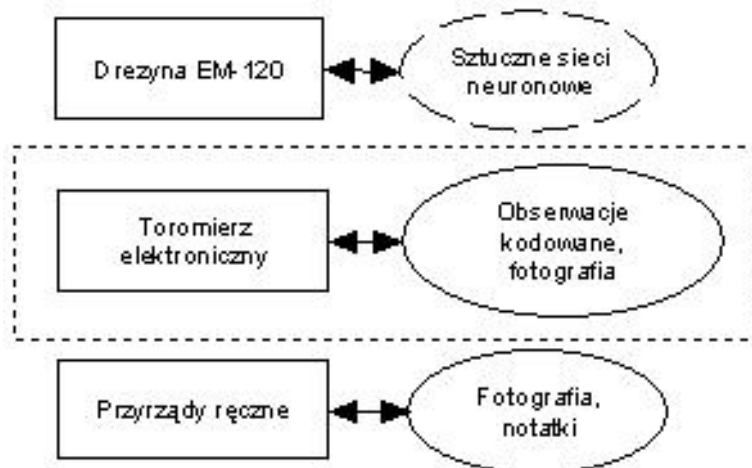 Drezyna EM-120
Sztuczne sieci
neuronowe
Toromierz
elektroniczny
Obserwacje
kodowane,
fotografia
Przyrządy ręczne
Fotografia,
notatki